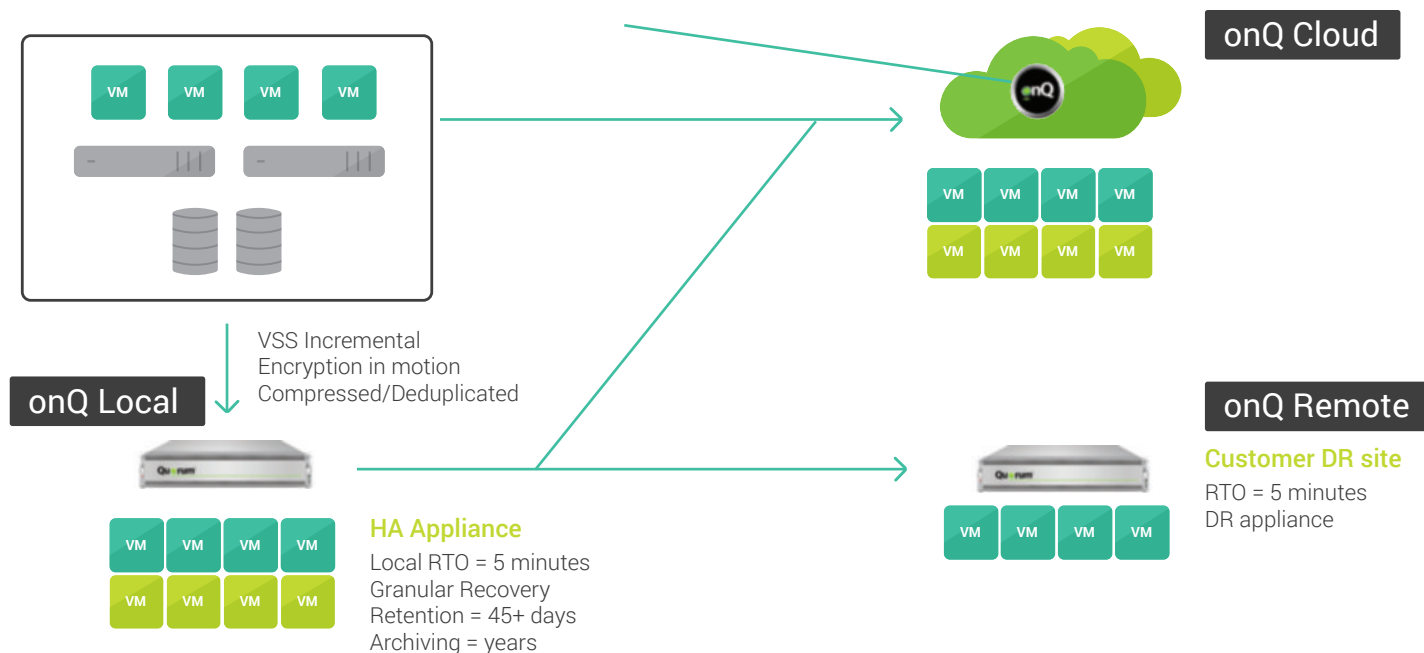 onQ Cloud
onQ
VM VM VM VM
VM VM VM VM
VM VM VM VM
VSS Incremental
Encryption in motion
Compressed/Deduplicated
onQ Local
onQ Remote
Quorum
Quorum
Customer DR site
RTO = 5 minutes
DR appliance
VM VM VM VM
VM VM VM VM
HA Appliance
Local RTO = 5 minutes
Granular Recovery
Retention = 45+ days
Archiving = years
VM VM VM VM